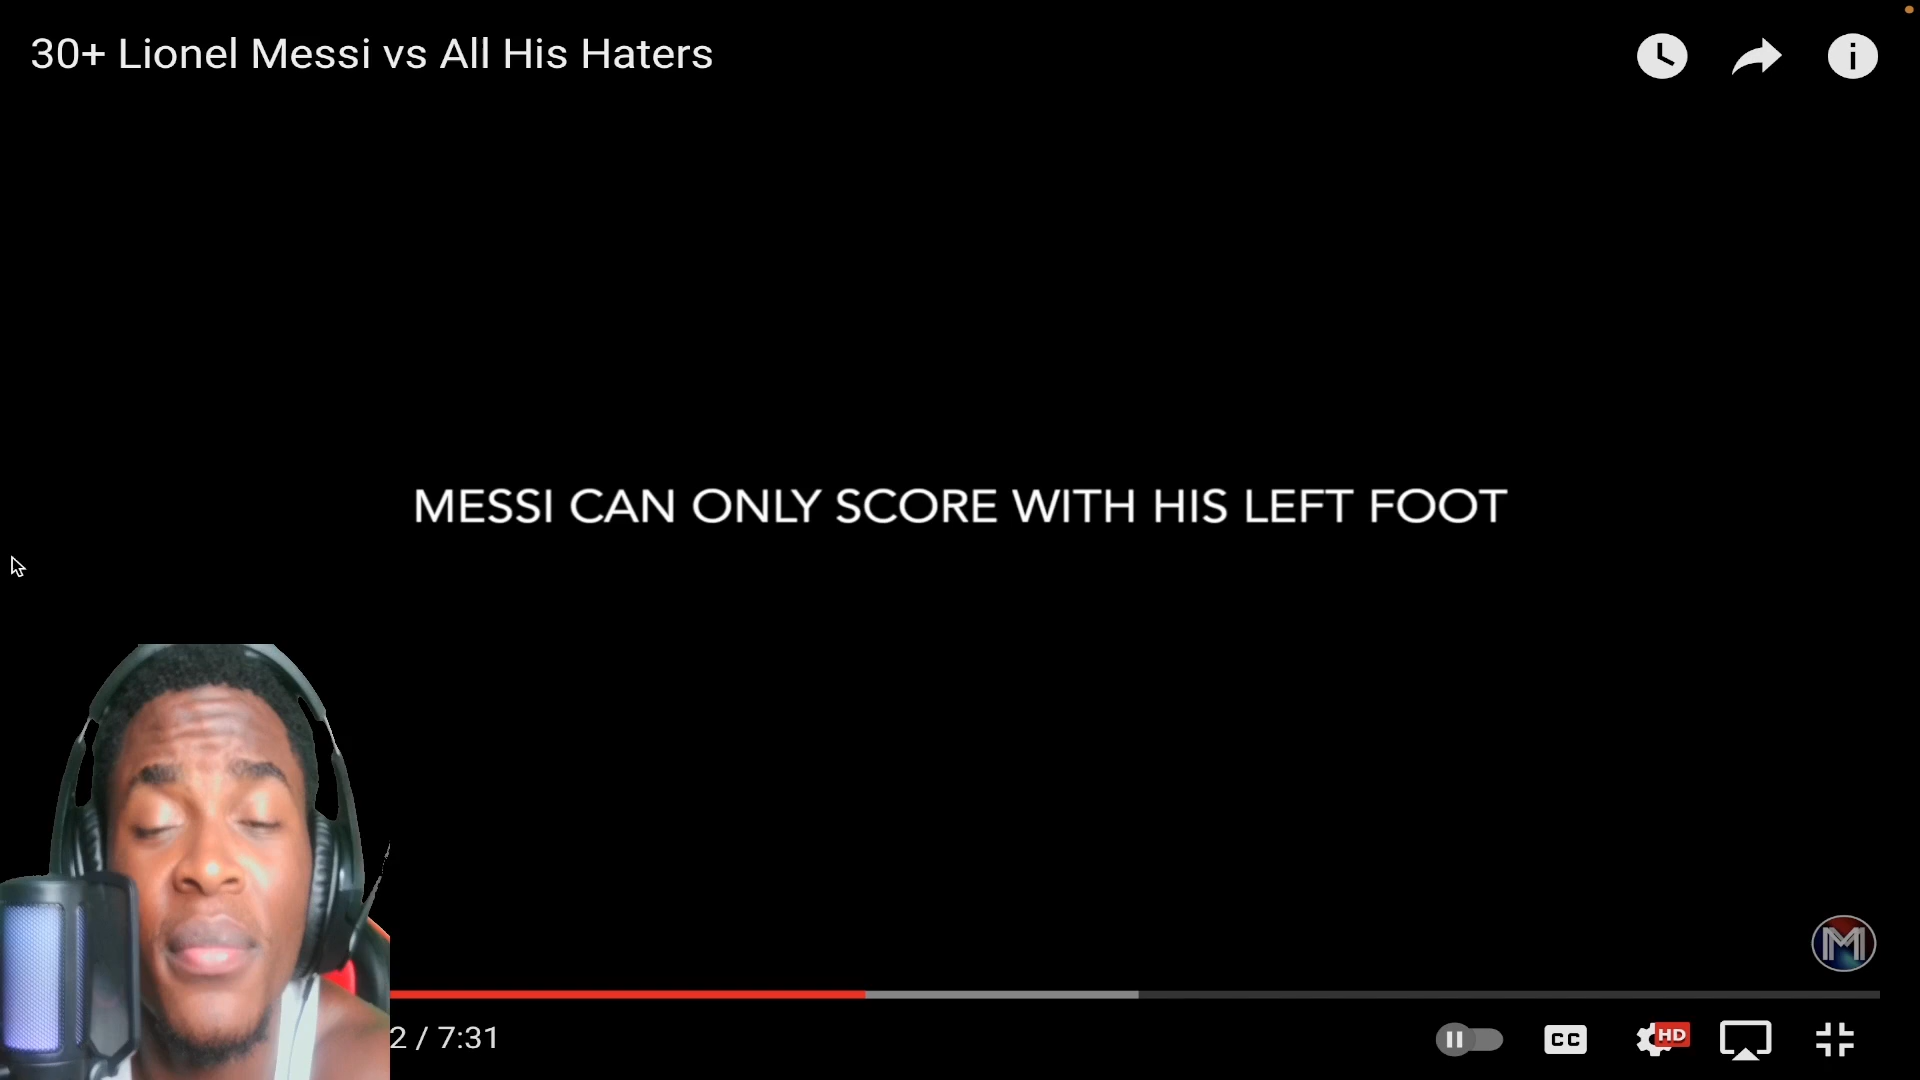 30+ Lionel Messi vs All His Haters
MESSI CAN ONLY SCORE WITH HIS LEFT FOOT
M
2 / 7:31
CC
HD